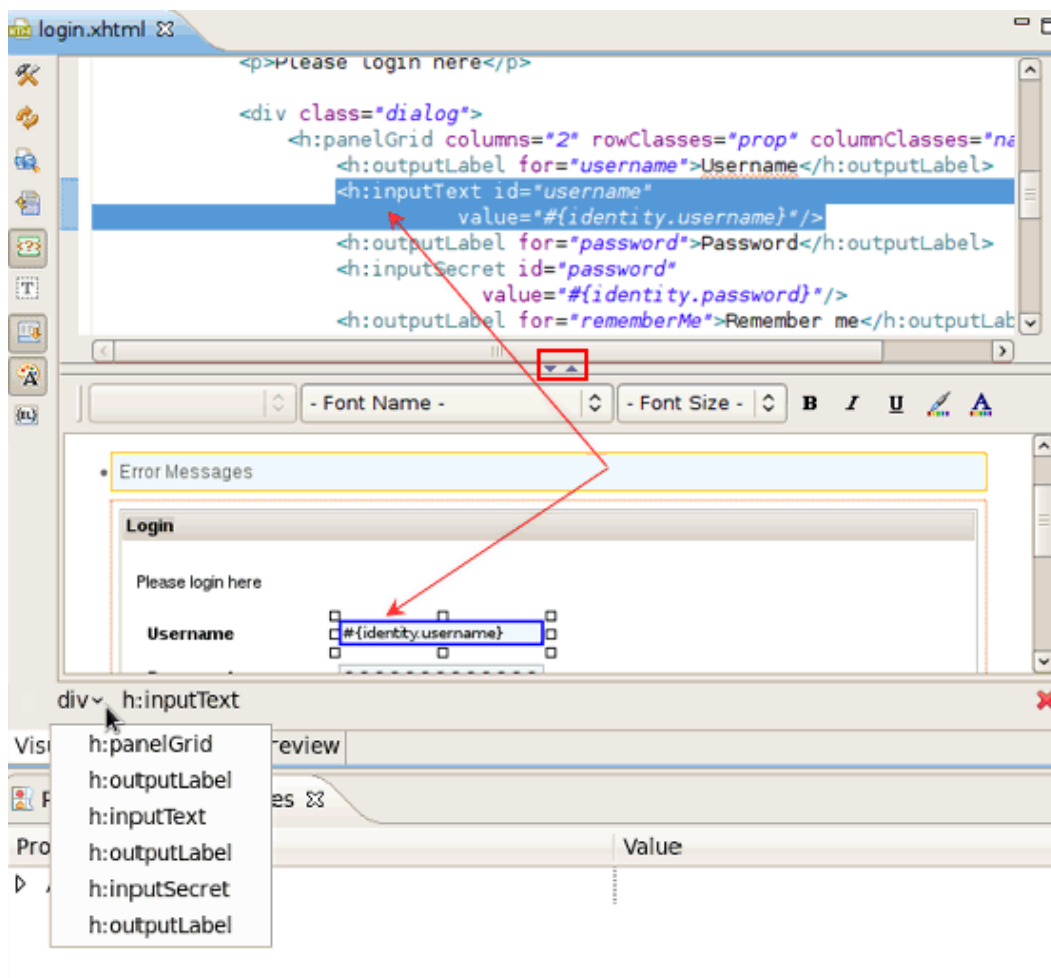 login.xhtml
<p>Please login here</p>
<div class="dialog">
<h:panelGrid columns="2" rowClasses="prop" columnClasses="na
<h:outputLabel for="username">Username</h:outputLabel>
<h:inputText id="username"
value="#{identity.username}"/>
<h:outputLabel for="password">Password</h:outputLabel>
<h:inputSecret id="password"
value="#{identity.password}"/>
<h:outputLabel for="rememberMe">Remember me</h:outputLab
- Font Name -
- Font Size -
B I U A
Error Messages
Login
Please login here
Username
#{identity.username}
div h:inputText
h:panelGrid
h:outputLabel
h:inputText
h:outputLabel
h:inputSecret
h:outputLabel
Vis review
es
Pro Value